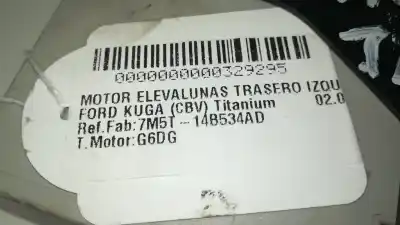 0000000000329295
MOTOR ELEVALUNAS TRASERO IZQU
FORD KUGA (CBV) Titanium 02.0
Ref.Fab:7M5T-14B534AD
T.Motor:G6DG